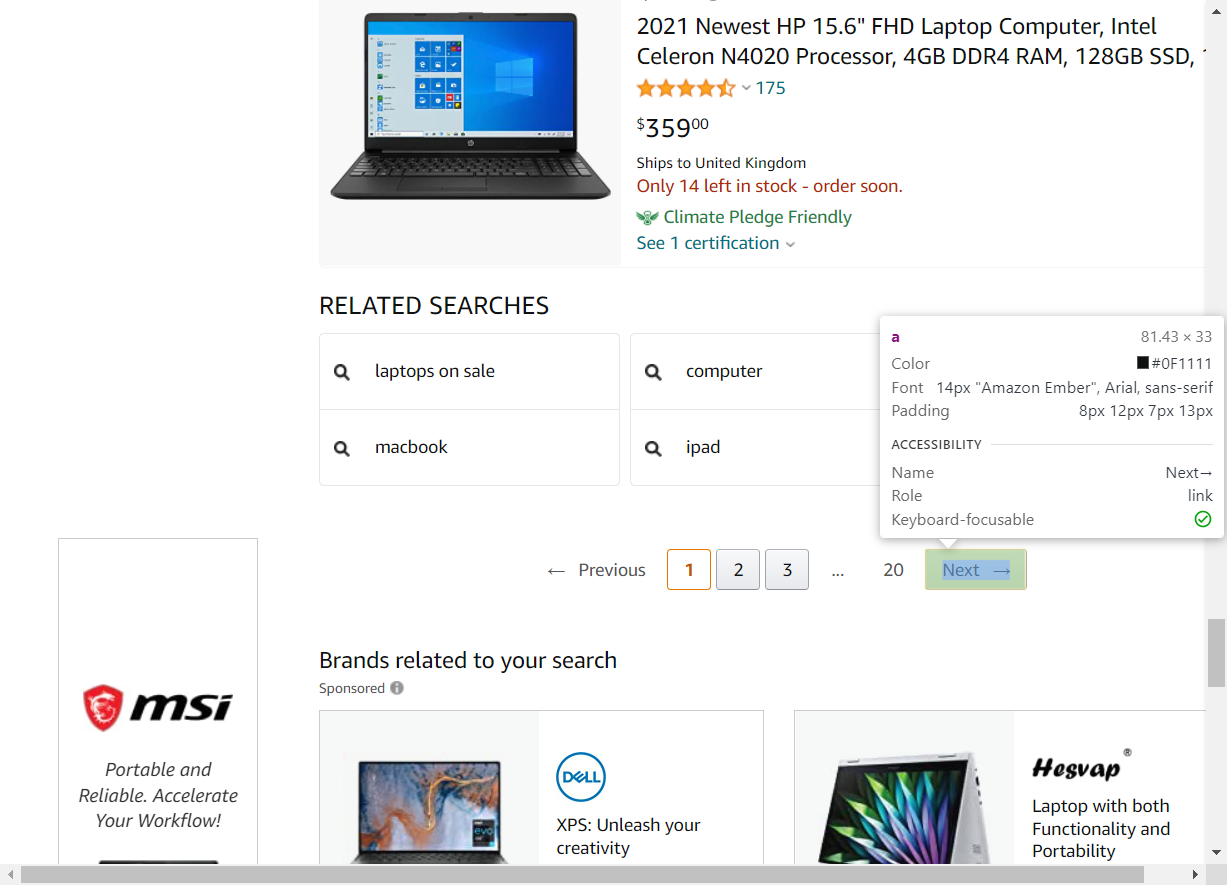 2021 Newest HP 15.6" FHD Laptop Computer, Intel
Celeron N4020 Processor, 4GB DDR4 RAM, 128GB SSD,
175
$35900
Ships to United Kingdom
Only 14 left in stock - order soon.
Climate Pledge Friendly
See 1 certification
RELATED SEARCHES
laptops on sale
computer
macbook
ipad
a 81.43 × 33
Color #0F1111
Font 14px "Amazon Ember", Arial, sans-serif
Padding 8px 12px 7px 13px
ACCESSIBILITY
Name Next→
Role link
Keyboard-focusable
← Previous 1 2 3 ... 20 Next →
Brands related to your search
Sponsored
msi
Portable and
Reliable. Accelerate
Your Workflow!
DELL
XPS: Unleash your
creativity
evo
Hesvap®
Laptop with both
Functionality and
Portability